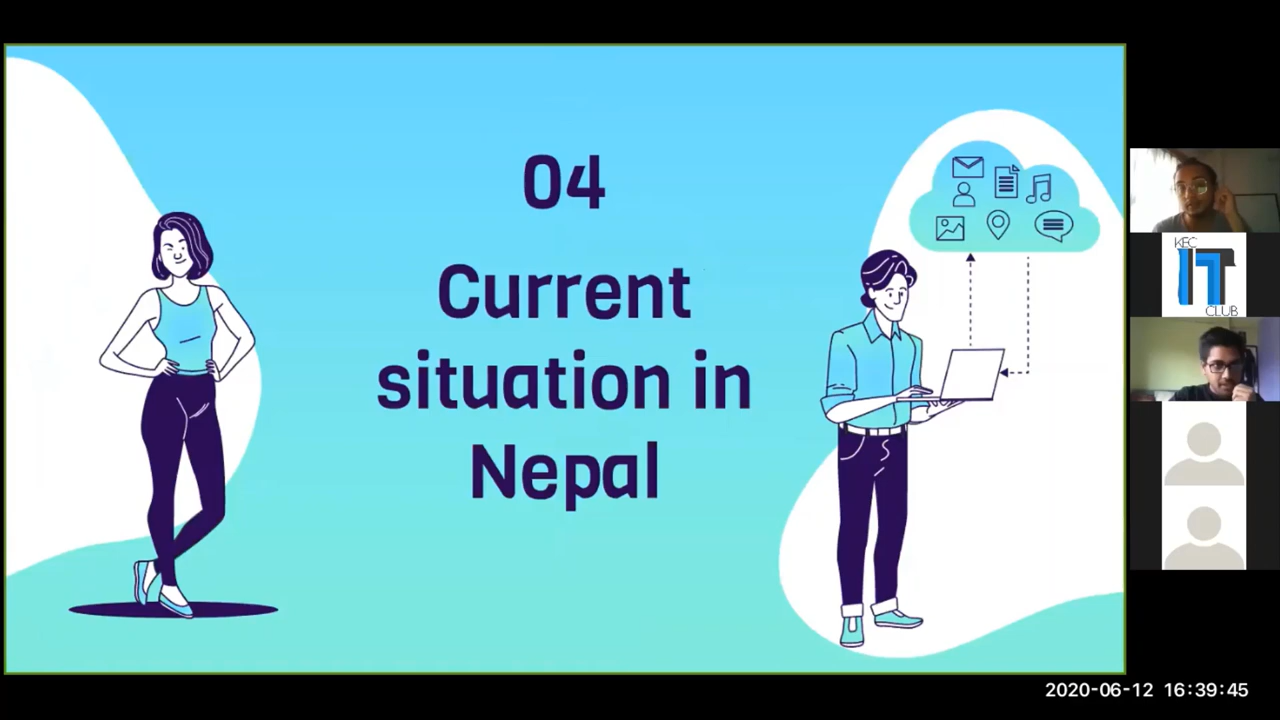 04
Current
situation in
Nepal
KEC
IT
CLUB
2020-06-12 16:39:45